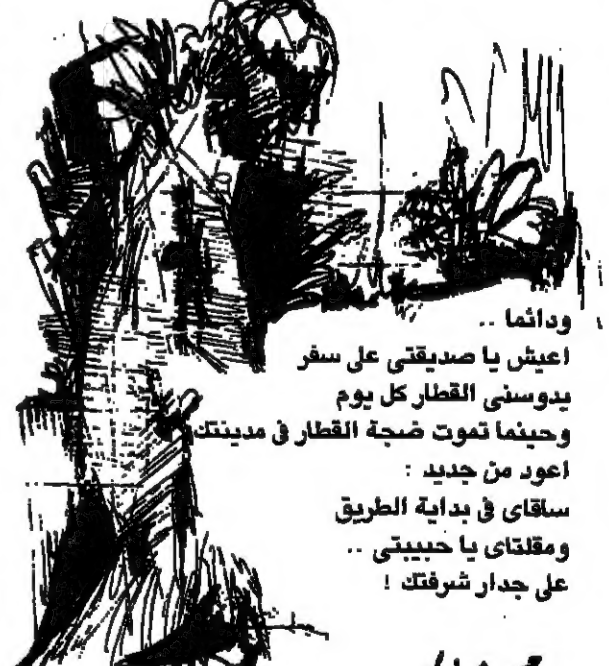 ودائما ..
اعيش يا صديقتى على سفر
يدوسنى القطار كل يوم
وحينما تموت ضجة القطار فى مدينتك
اعود من جديد :
ساقاى فى بداية الطريق
ومقلتاى يا حبيبتى ..
على جدار شرفتك !